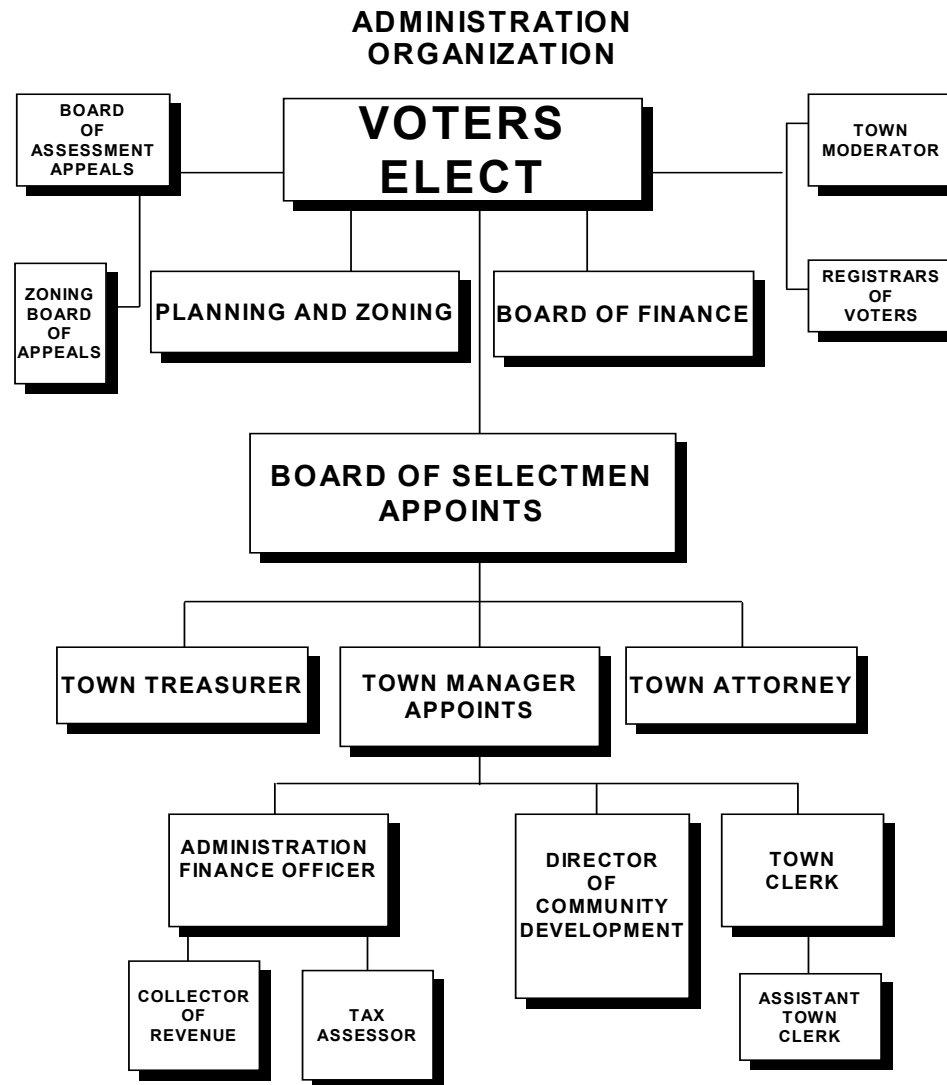 ADMINISTRATION
ORGANIZATION
BOARD
OF
ASSESSMENT
APPEALS
VOTERS
ELECT
TOWN
MODERATOR
ZONING
BOARD
OF
APPEALS
PLANNING AND ZONING
BOARD OF FINANCE
REGISTRARS
OF
VOTERS
BOARD OF SELECTMEN
APPOINTS
TOWN TREASURER
TOWN MANAGER
APPOINTS
TOWN ATTORNEY
ADMINISTRATION
FINANCE OFFICER
DIRECTOR
OF
COMMUNITY
DEVELOPMENT
TOWN
CLERK
COLLECTOR
OF
REVENUE
TAX
ASSESSOR
ASSISTANT
TOWN
CLERK